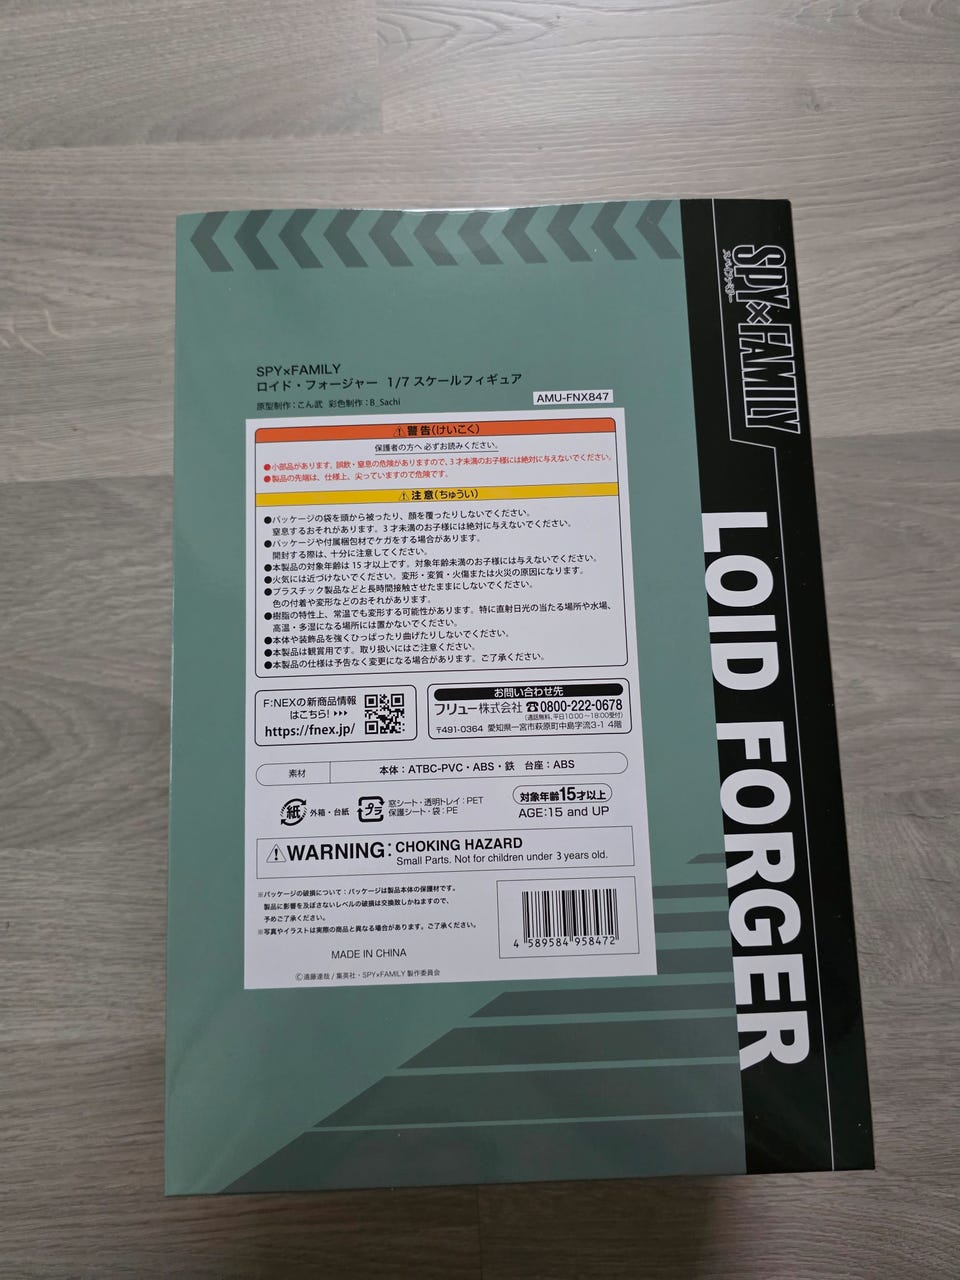 SPY×FAMILY
ロイド・フォージャー 1/7 スケールフィギュア
原型制作：こん武 彩色制作：B_Sachi
AMU-FNX847
⚠警告(けいこく)
保護者の方へ必ずお読みください。
●小部品があります。誤飲・窒息の危険がありますので、3才未満のお子様には絶対に与えないでください。
●製品の先端は、仕様上、尖っていますので危険です。
⚠注意(ちゅうい)
●パッケージの袋を頭から被ったり、顔を覆ったりしないでください。
窒息するおそれがあります。3才未満のお子様には絶対に与えないでください。
●パッケージや付属梱包材でケガをする場合があります。
開封する際は、十分に注意してください。
●本製品の対象年齢は15才以上です。対象年齢未満のお子様には与えないでください。
●火気には近づけないでください。変形・変質・火傷または火災の原因になります。
●プラスチック製品などと長時間接触させたままにしないでください。
色の付着や変形などのおそれがあります。
●樹脂の特性上、常温でも変形する可能性があります。特に直射日光の当たる場所や水場、
高温・多湿になる場所には置かないでください。
●本体や装飾品を強くひっぱったり曲げたりしないでください。
●本製品は観賞用です。取り扱いにはご注意ください。
●本製品の仕様は予告なく変更になる場合があります。ご了承ください。
F:NEXの新商品情報
はこちら! ▸▸▸
https://fnex.jp/
お問い合わせ先
フリュー株式会社 ☎0800-222-0678
(通話無料、平日10:00～18:00受付)
〒491-0364 愛知県一宮市萩原町中島字流3-1 4階
素材
本体：ATBC-PVC・ABS・鉄 台座：ABS
紙
外箱・台紙
プラ
窓シート・透明トレイ：PET
保護シート・袋：PE
対象年齢15才以上
AGE:15 and UP
⚠WARNING: CHOKING HAZARD
Small Parts. Not for children under 3 years old.
※パッケージの破損について：パッケージは製品本体の保護材です。
製品に影響を及ぼさないレベルの破損は交換致しかねますので、
予めご了承ください。
※写真やイラストは実際の商品と異なる場合があります。ご了承ください。
MADE IN CHINA
©遠藤達哉/集英社・SPY×FAMILY製作委員会
4 589584 958472
SPY×FAMILY
スパイファミリー
LOID FORGER